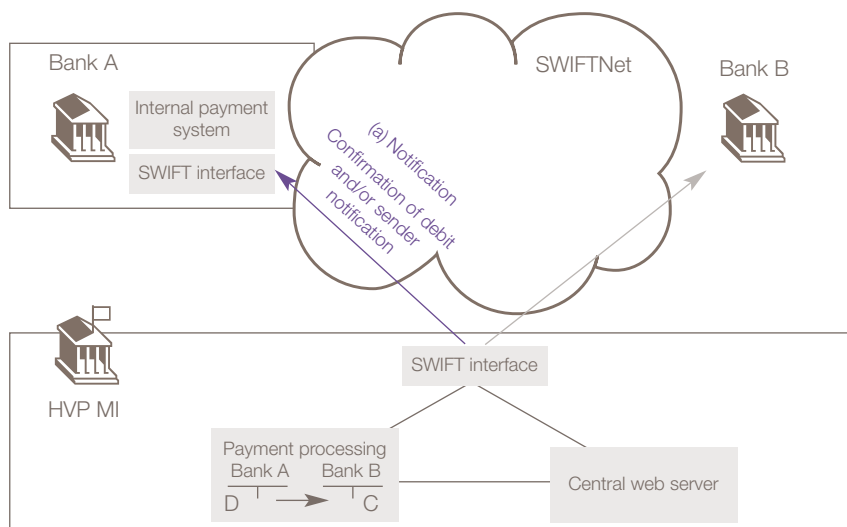 Bank A
Internal payment
system
SWIFT interface
SWIFTNet
Bank B
(a) Notification
Confirmation of debit
and/or sender
notification
HVP MI
SWIFT interface
Payment processing
Bank A Bank B
D C
Central web server